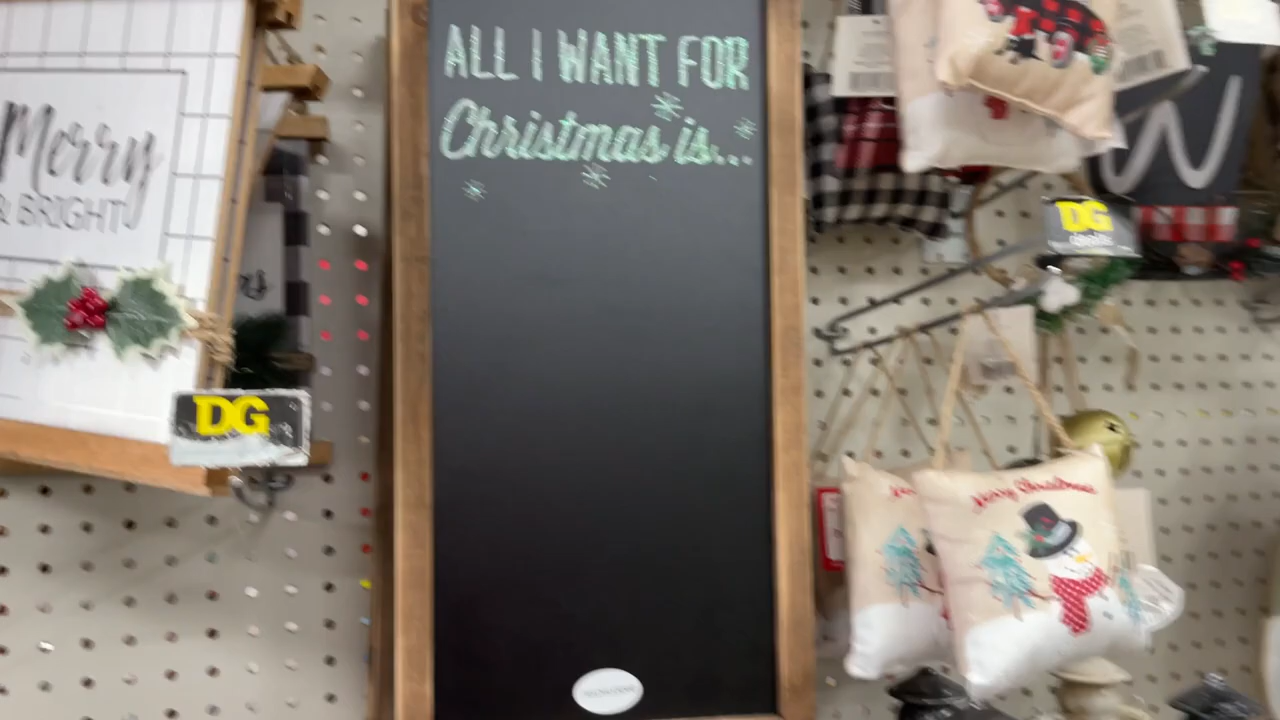 Merry
& BRIGHT
DG
ALL I WANT FOR
Christmas is...
DG
Merry Christmas